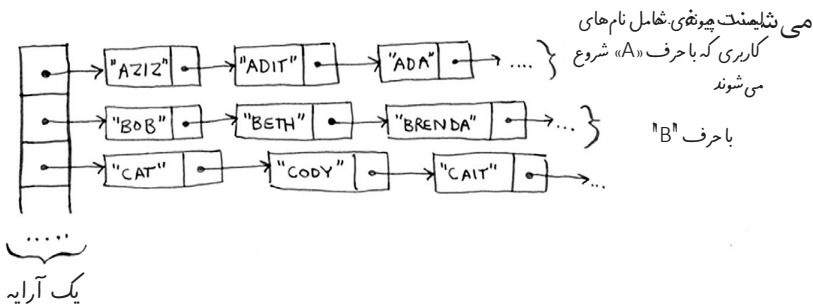 لیست پیوندی شامل نام‌های
کاربری که با حرف «A» شروع
می‌شوند
"AZIZ" "ADIT" "ADA" ....
"BOB" "BETH" "BRENDA" ...
با حرف "B"
"CAT" "CODY" "CAIT" ...
.....
یک آرایه